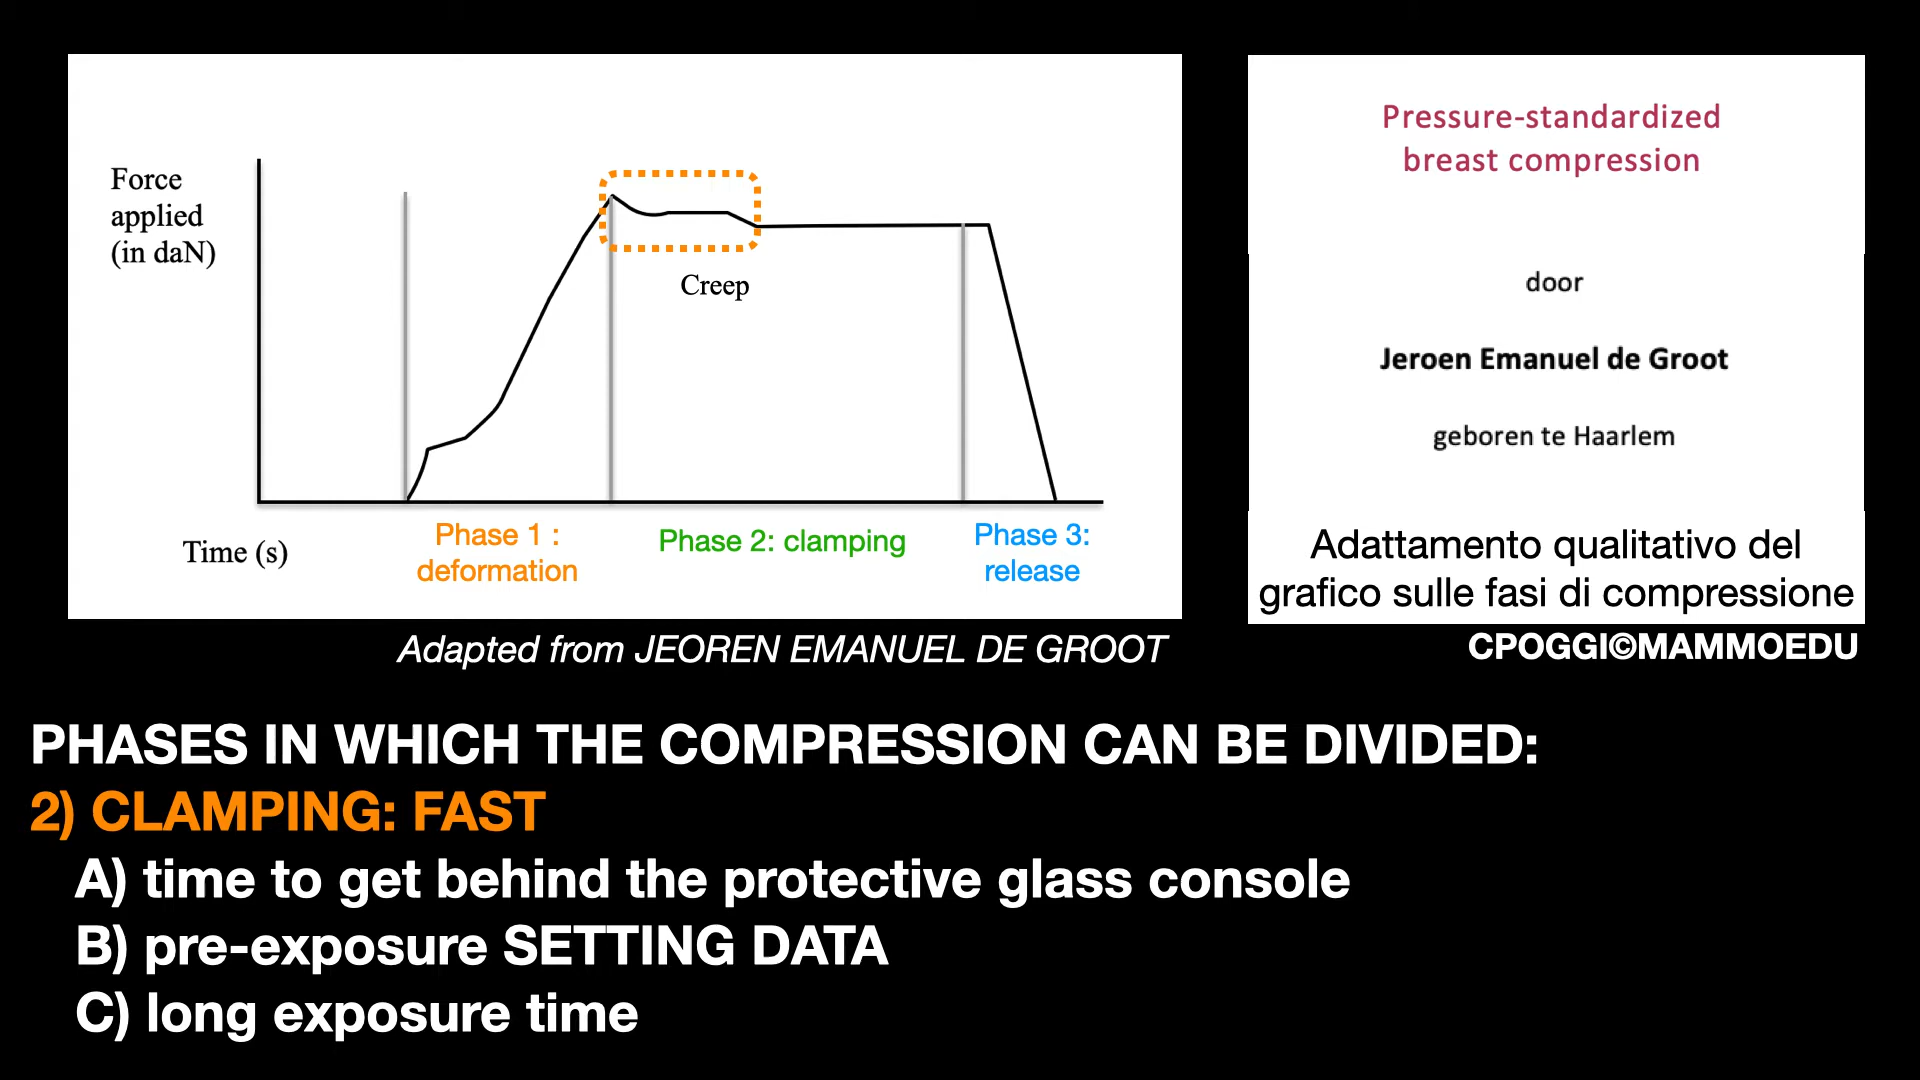 Force
applied
(in daN)
Creep
Time (s)
Phase 1 :
deformation
Phase 2: clamping
Phase 3:
release
Adapted from JEOREN EMANUEL DE GROOT
Pressure-standardized
breast compression
door
Jeroen Emanuel de Groot
geboren te Haarlem
Adattamento qualitativo del
grafico sulle fasi di compressione
CPOGGI©MAMMOEDU
PHASES IN WHICH THE COMPRESSION CAN BE DIVIDED:
2) CLAMPING: FAST
A) time to get behind the protective glass console
B) pre-exposure SETTING DATA
C) long exposure time